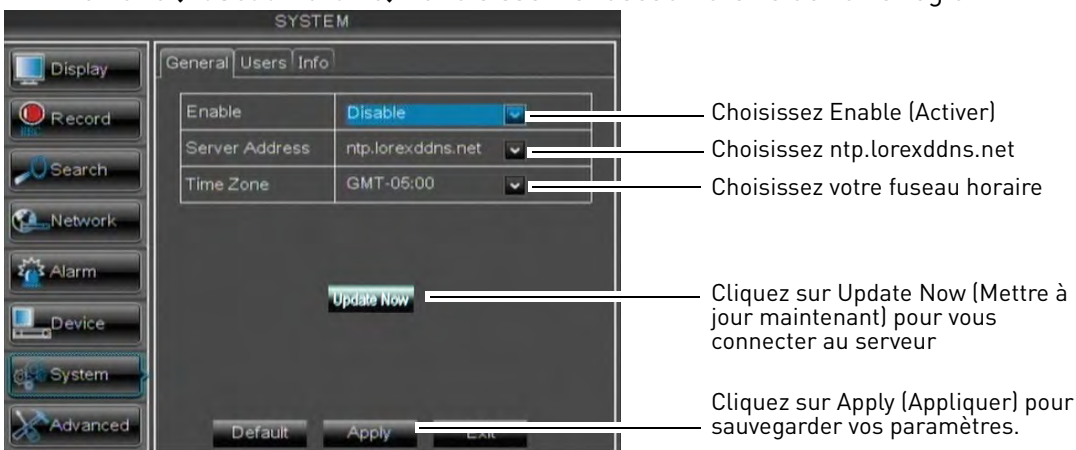 SYSTEM
General Users Info
Display
Record
REC
Search
Network
Alarm
Device
System
Advanced
Enable Disable
Server Address ntp.lorexddns.net
Time Zone GMT-05:00
Update Now
Default Apply Exit
Choisissez Enable (Activer)
Choisissez ntp.lorexddns.net
Choisissez votre fuseau horaire
Cliquez sur Update Now (Mettre à
jour maintenant) pour vous
connecter au serveur
Cliquez sur Apply (Appliquer) pour
sauvegarder vos paramètres.